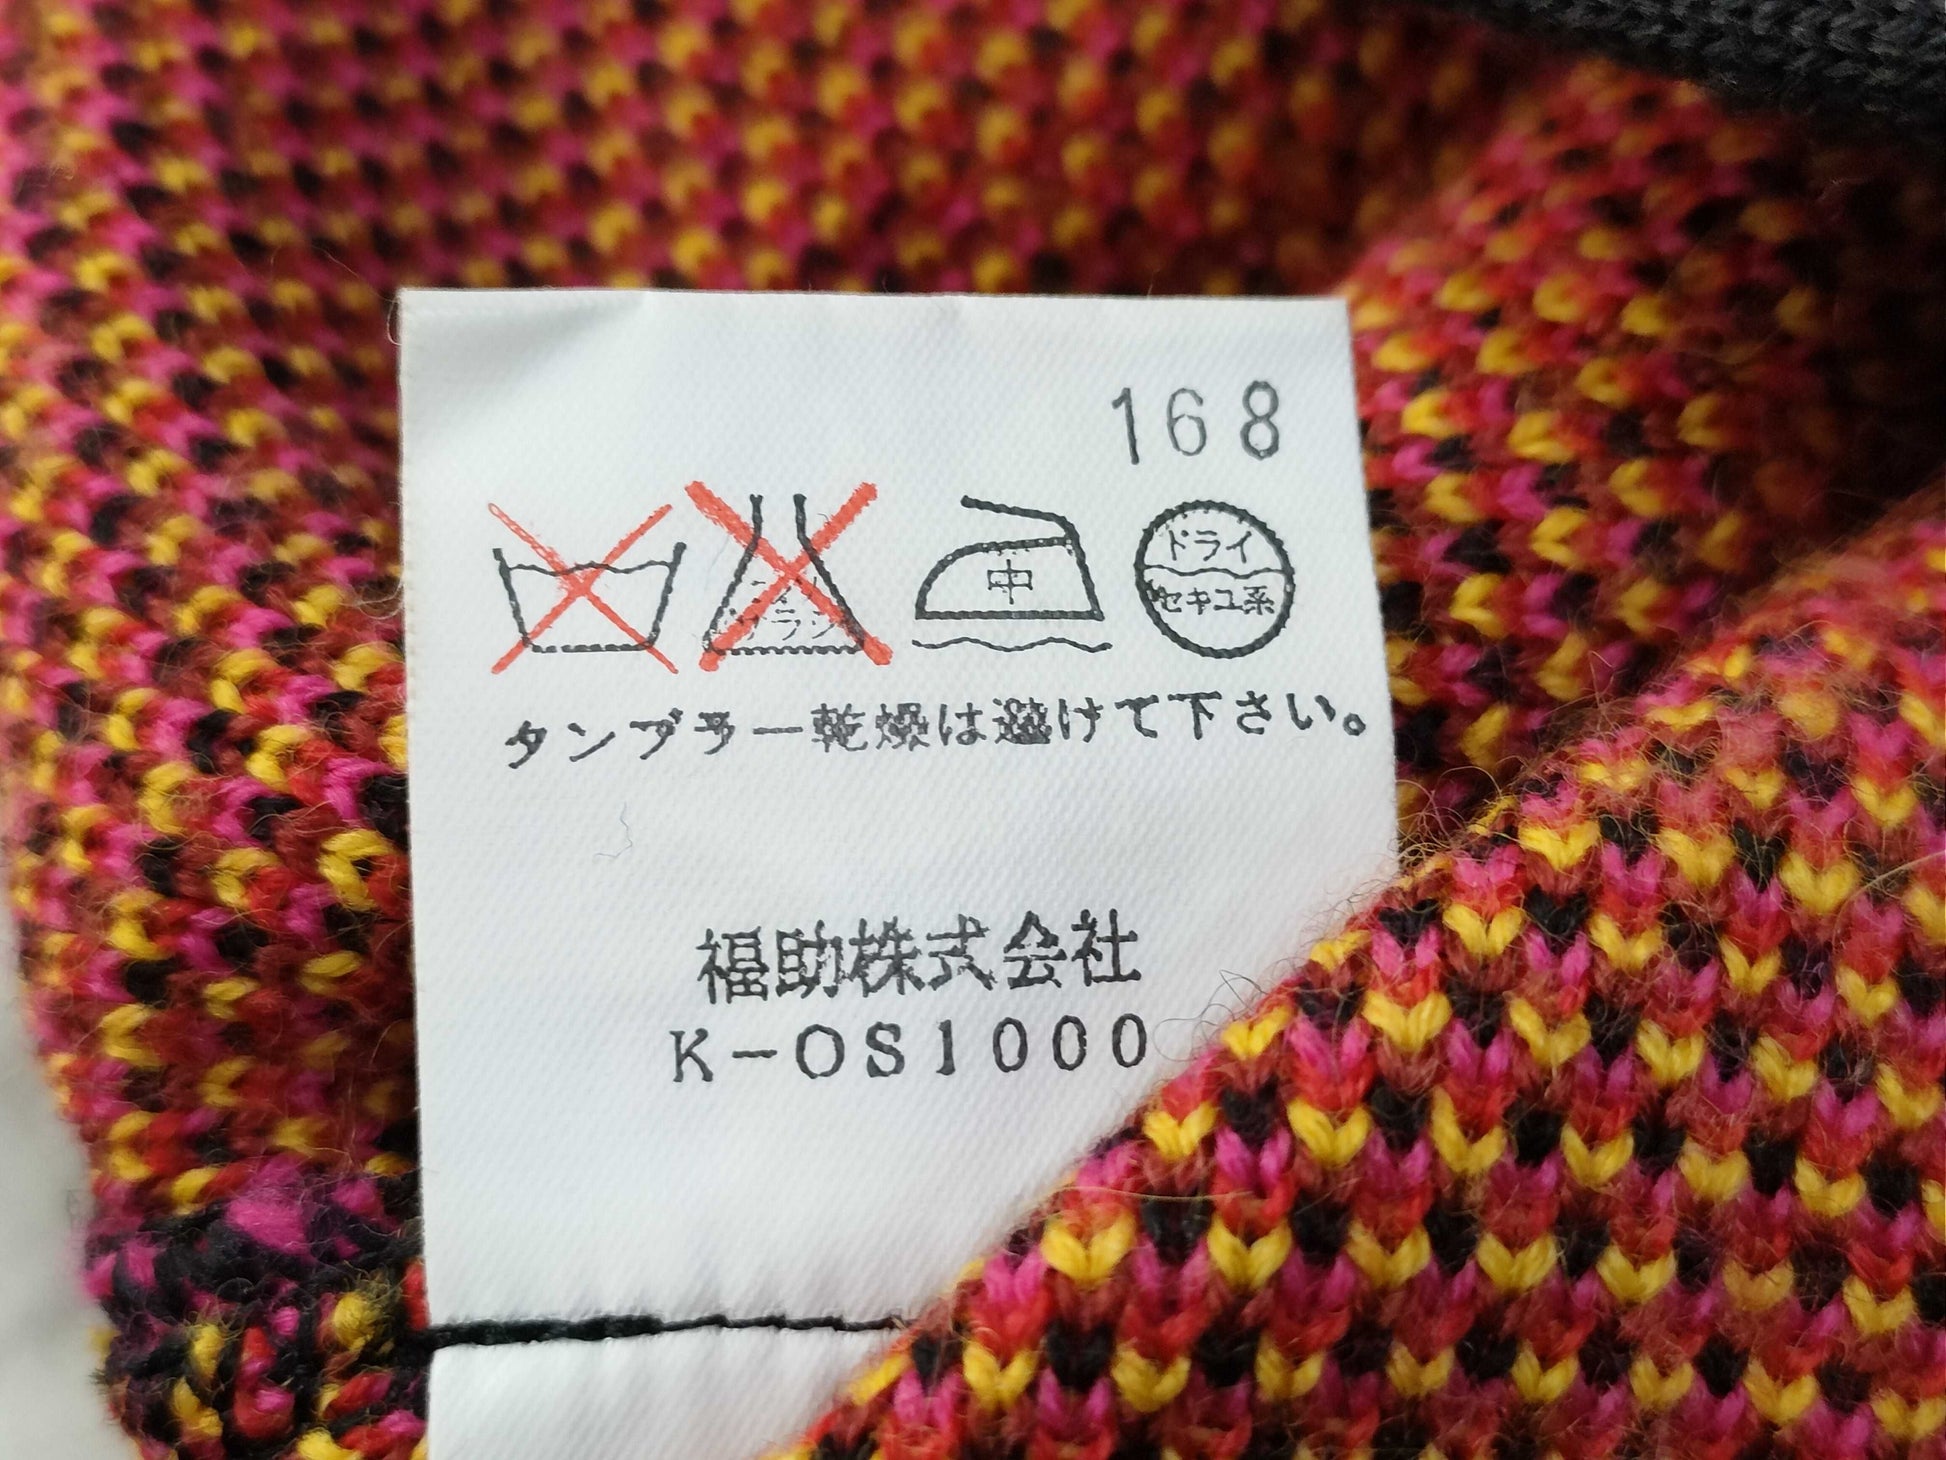 168
中
ドライ
セキユ系
タンブラー乾燥は避けて下さい。
福助株式会社
K-OS1000